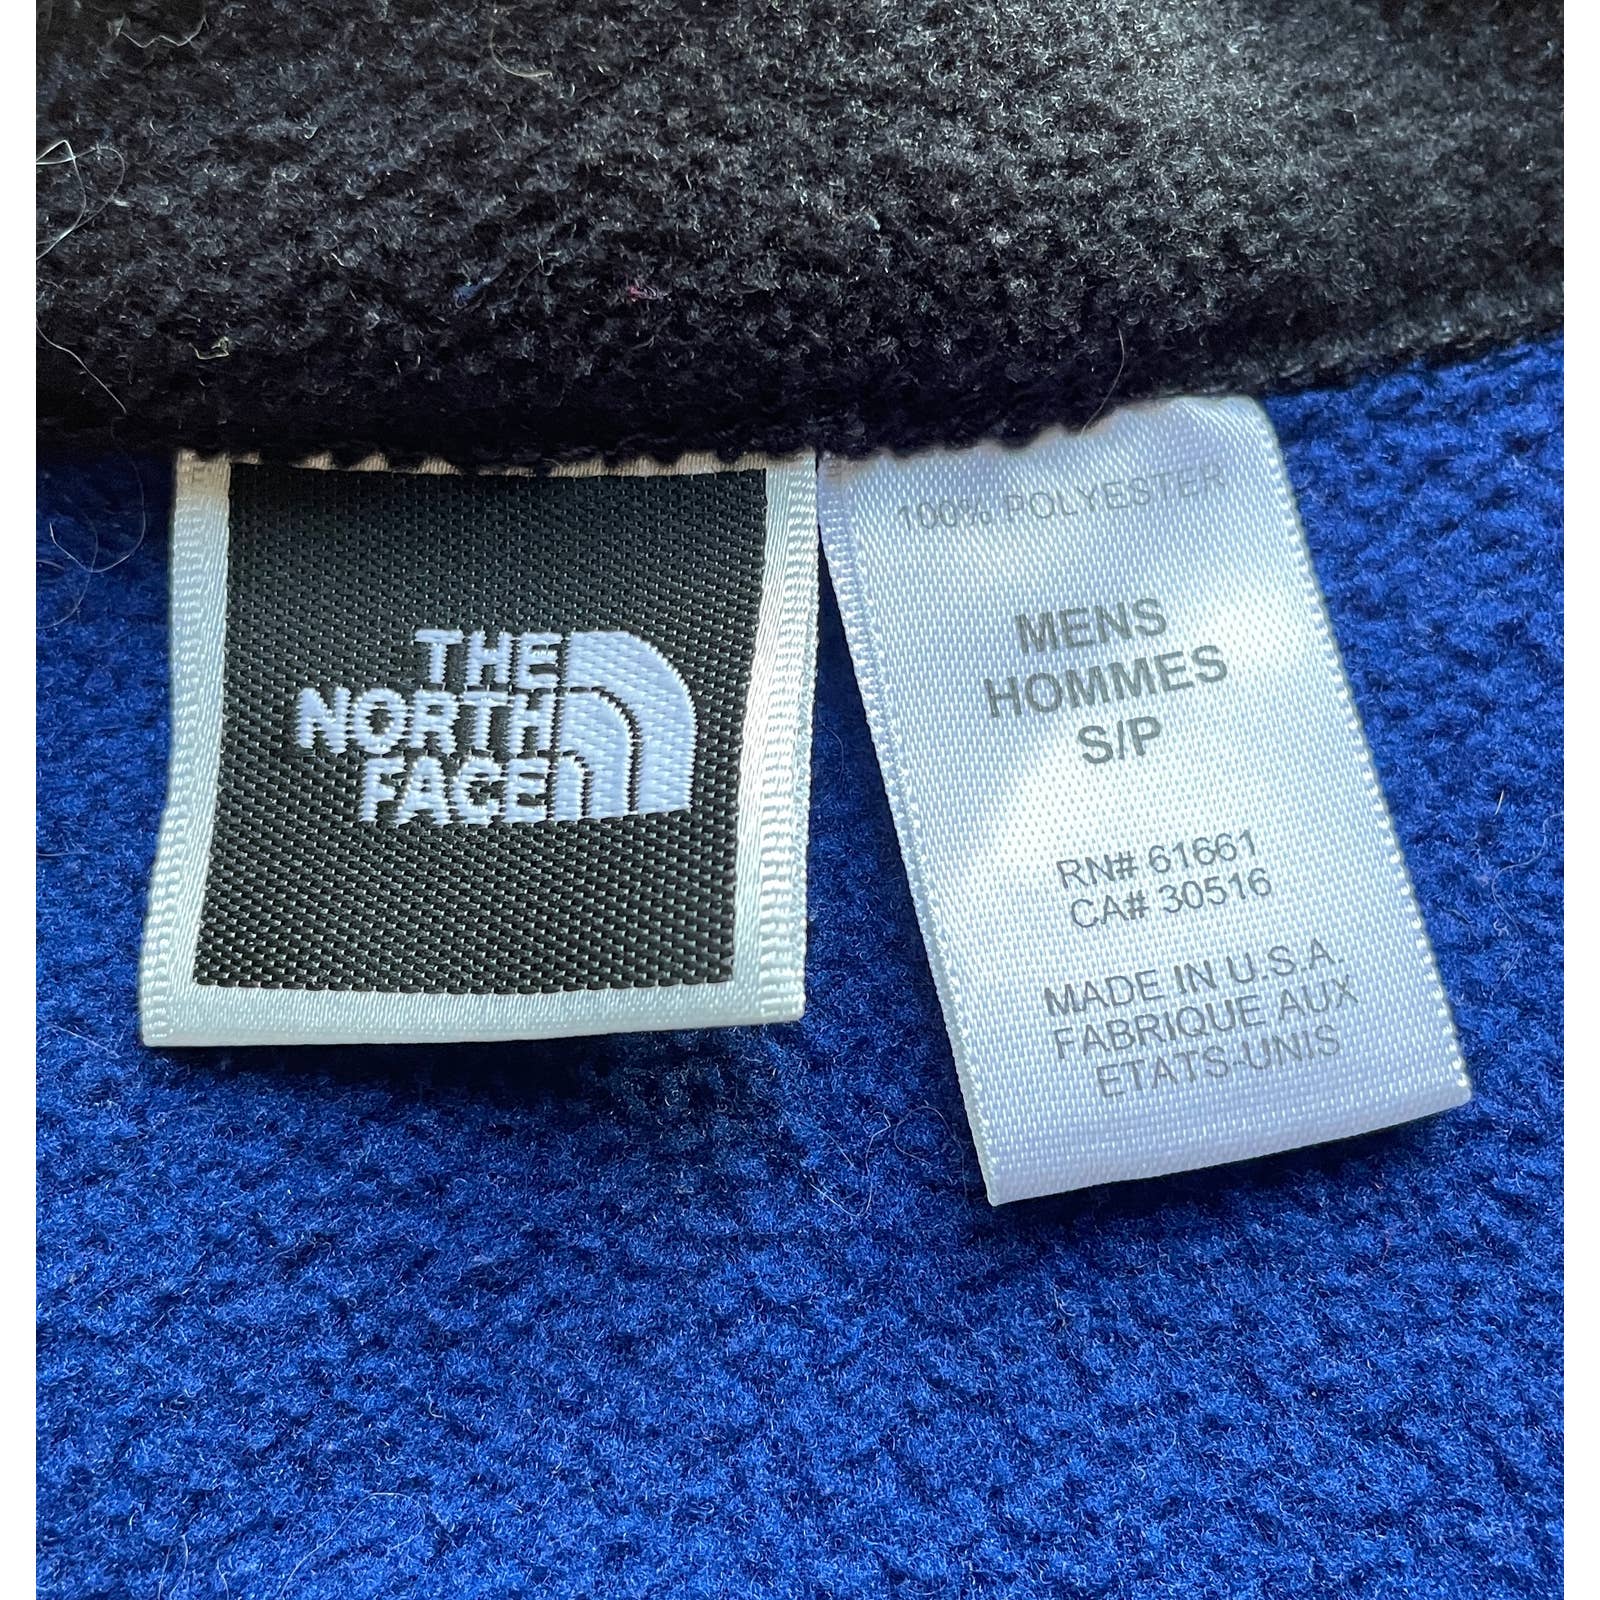 THE
NORTH
FACE
100% POLYESTER
MENS
HOMMES
S/P
RN# 61661
CA# 30516
MADE IN U.S.A.
FABRIQUE AUX
ETATS-UNIS